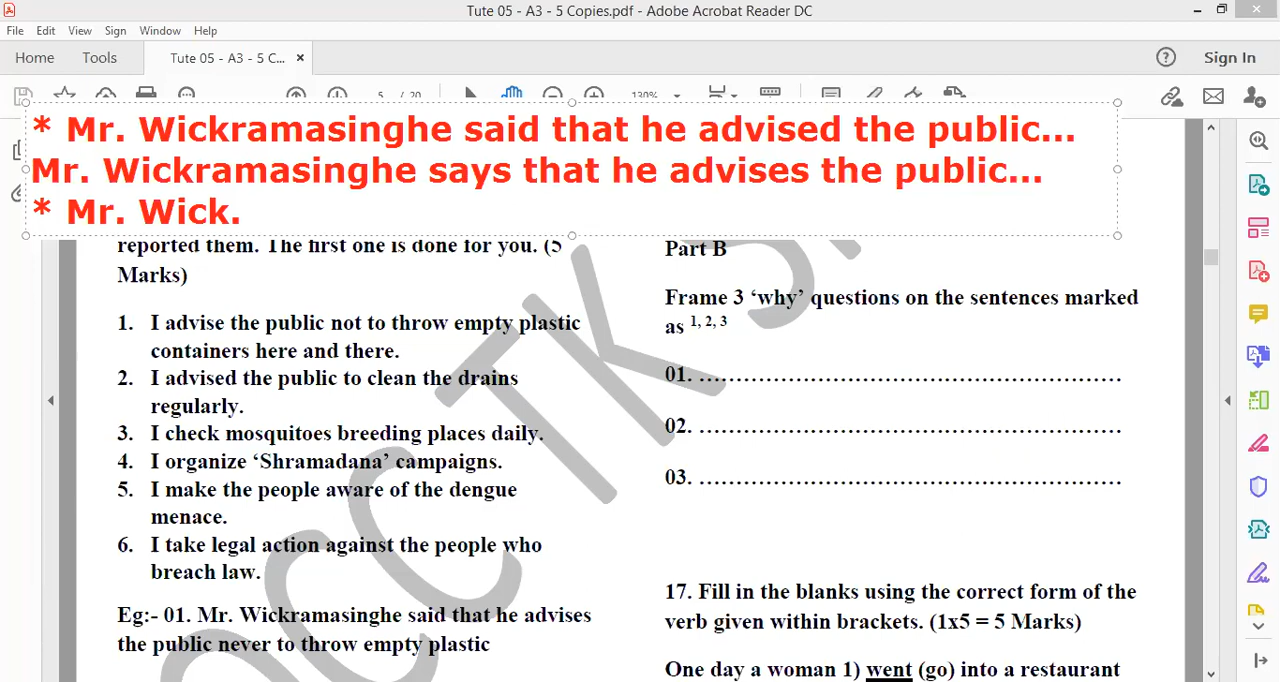 Tute 05 - A3 - 5 Copies.pdf - Adobe Acrobat Reader DC
File Edit View Sign Window Help
Home Tools Tute 05 - A3 - 5 C... × Sign In
5 / 20 130%
* Mr. Wickramasinghe said that he advised the public...
Mr. Wickramasinghe says that he advises the public...
* Mr. Wick.
reported them. The first one is done for you. (5
Marks)
1. I advise the public not to throw empty plastic
containers here and there.
2. I advised the public to clean the drains
regularly.
3. I check mosquitoes breeding places daily.
4. I organize ‘Shramadana’ campaigns.
5. I make the people aware of the dengue
menace.
6. I take legal action against the people who
breach law.
Eg:- 01. Mr. Wickramasinghe said that he advises
the public never to throw empty plastic
Part B
Frame 3 ‘why’ questions on the sentences marked
as 1, 2, 3
01. ……………………………………………
02. ……………………………………………
03. ……………………………………………
17. Fill in the blanks using the correct form of the
verb given within brackets. (1x5 = 5 Marks)
One day a woman 1) went (go) into a restaurant